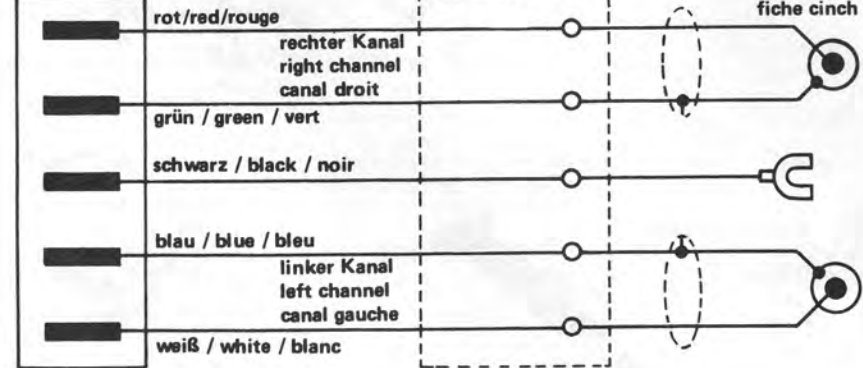 fiche cinch
rot/red/rouge
rechter Kanal
right channel
canal droit
grün / green / vert
schwarz / black / noir
blau / blue / bleu
linker Kanal
left channel
canal gauche
weiß / white / blanc